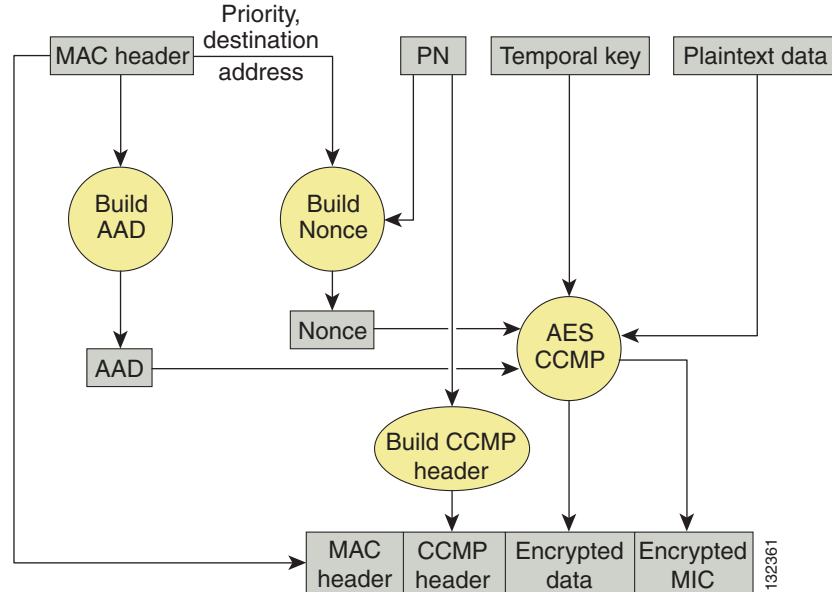 Priority,
destination
address
MAC header
PN
Temporal key
Plaintext data
Build
AAD
Build
Nonce
Nonce
AES
CCMP
AAD
Build CCMP
header
MAC
header
CCMP
header
Encrypted
data
Encrypted
MIC
132361